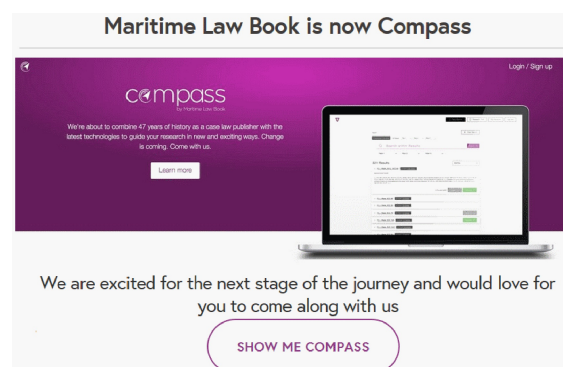 Maritime Law Book is now Compass
Login / Sign up
compass
by Maritime Law Book
We're about to combine 47 years of history as a case law publisher with the
latest technologies to guide your research in new and exciting ways. Change
is coming. Come with us.
Learn more
We are excited for the next stage of the journey and would love for
you to come along with us
SHOW ME COMPASS